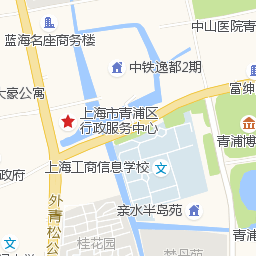 蓝海名座商务楼
中山医院青
中铁逸都2期
富绅
大豪公寓
上海市青浦区
行政服务中心
青浦博
上海工商信息学校
政府
外青松公
亲水半岛苑
桂花园
青浦
梦丹苑